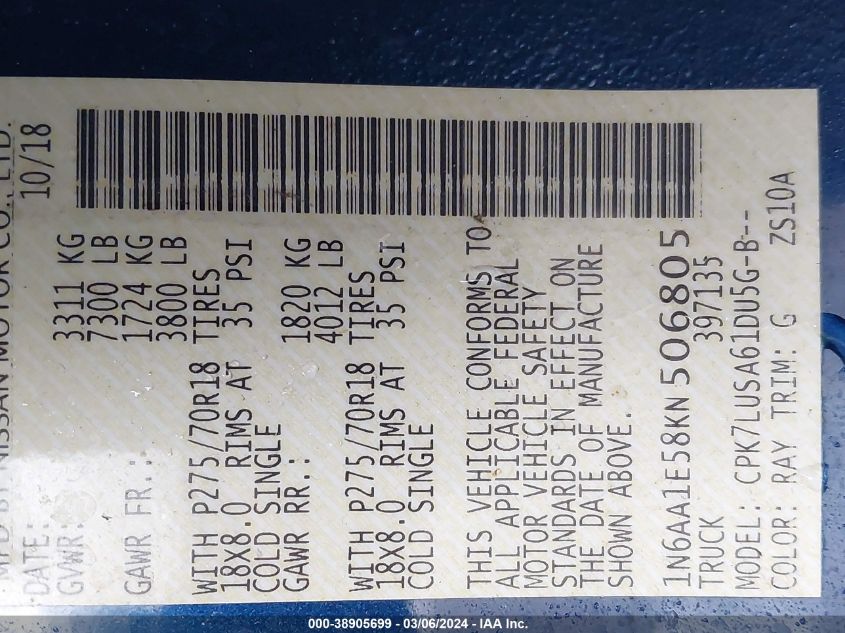 MFD BY NISSAN MOTOR CO., LTD.
DATE: 10/18
GVWR: 3311 KG
7300 LB
GAWR FR.: 1724 KG
3800 LB
WITH P275/70R18 TIRES
18X8.0 RIMS AT 35 PSI
COLD SINGLE
GAWR RR.: 1820 KG
4012 LB
WITH P275/70R18 TIRES
18X8.0 RIMS AT 35 PSI
COLD SINGLE
THIS VEHICLE CONFORMS TO
ALL APPLICABLE FEDERAL
MOTOR VEHICLE SAFETY
STANDARDS IN EFFECT ON
THE DATE OF MANUFACTURE
SHOWN ABOVE.
1N6AA1E58KN506805
TRUCK 397135
MODEL: CPK7LUSA61DU5G-B--
COLOR: RAY TRIM: G ZS10A
000-38905699 - 03/06/2024 - IAA Inc.